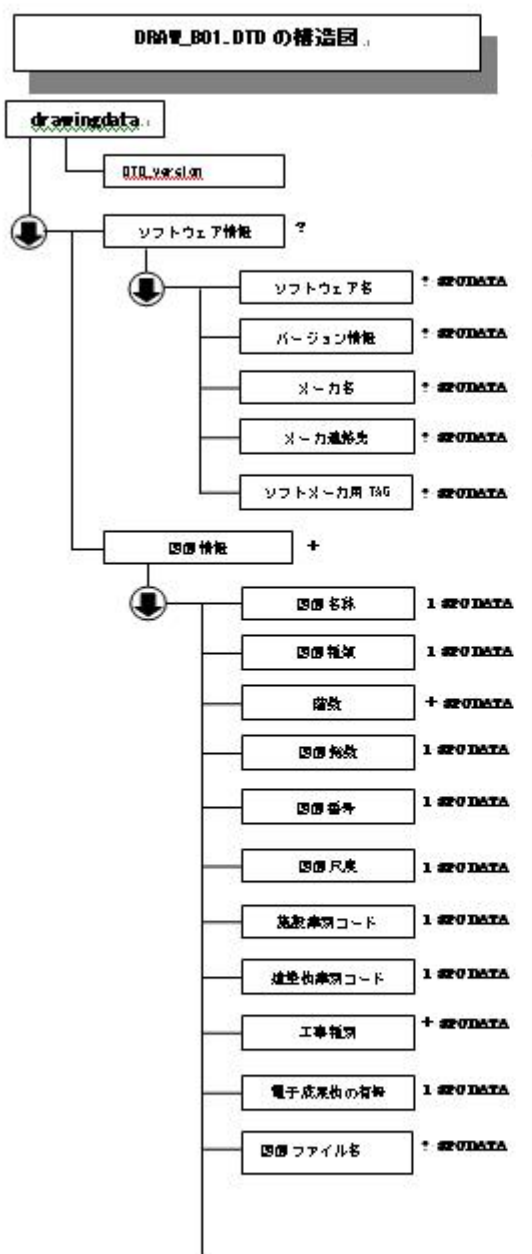 DRAW_B01.DTD の構造図
drawingdata
DTD_version
ソフトウェア情報 ?
ソフトウェア名 ? #PCDATA
バージョン情報 ? #PCDATA
メーカ名 ? #PCDATA
メーカ連絡先 ? #PCDATA
ソフトメーカ用 TAG ? #PCDATA
図面情報 +
図面名称 1 #PCDATA
図面種類 1 #PCDATA
階数 + #PCDATA
図面総数 1 #PCDATA
図面番号 1 #PCDATA
図面尺度 1 #PCDATA
施設識別コード 1 #PCDATA
建築物識別コード 1 #PCDATA
工事種別 + #PCDATA
電子成果物の有無 1 #PCDATA
図面ファイル名 ? #PCDATA